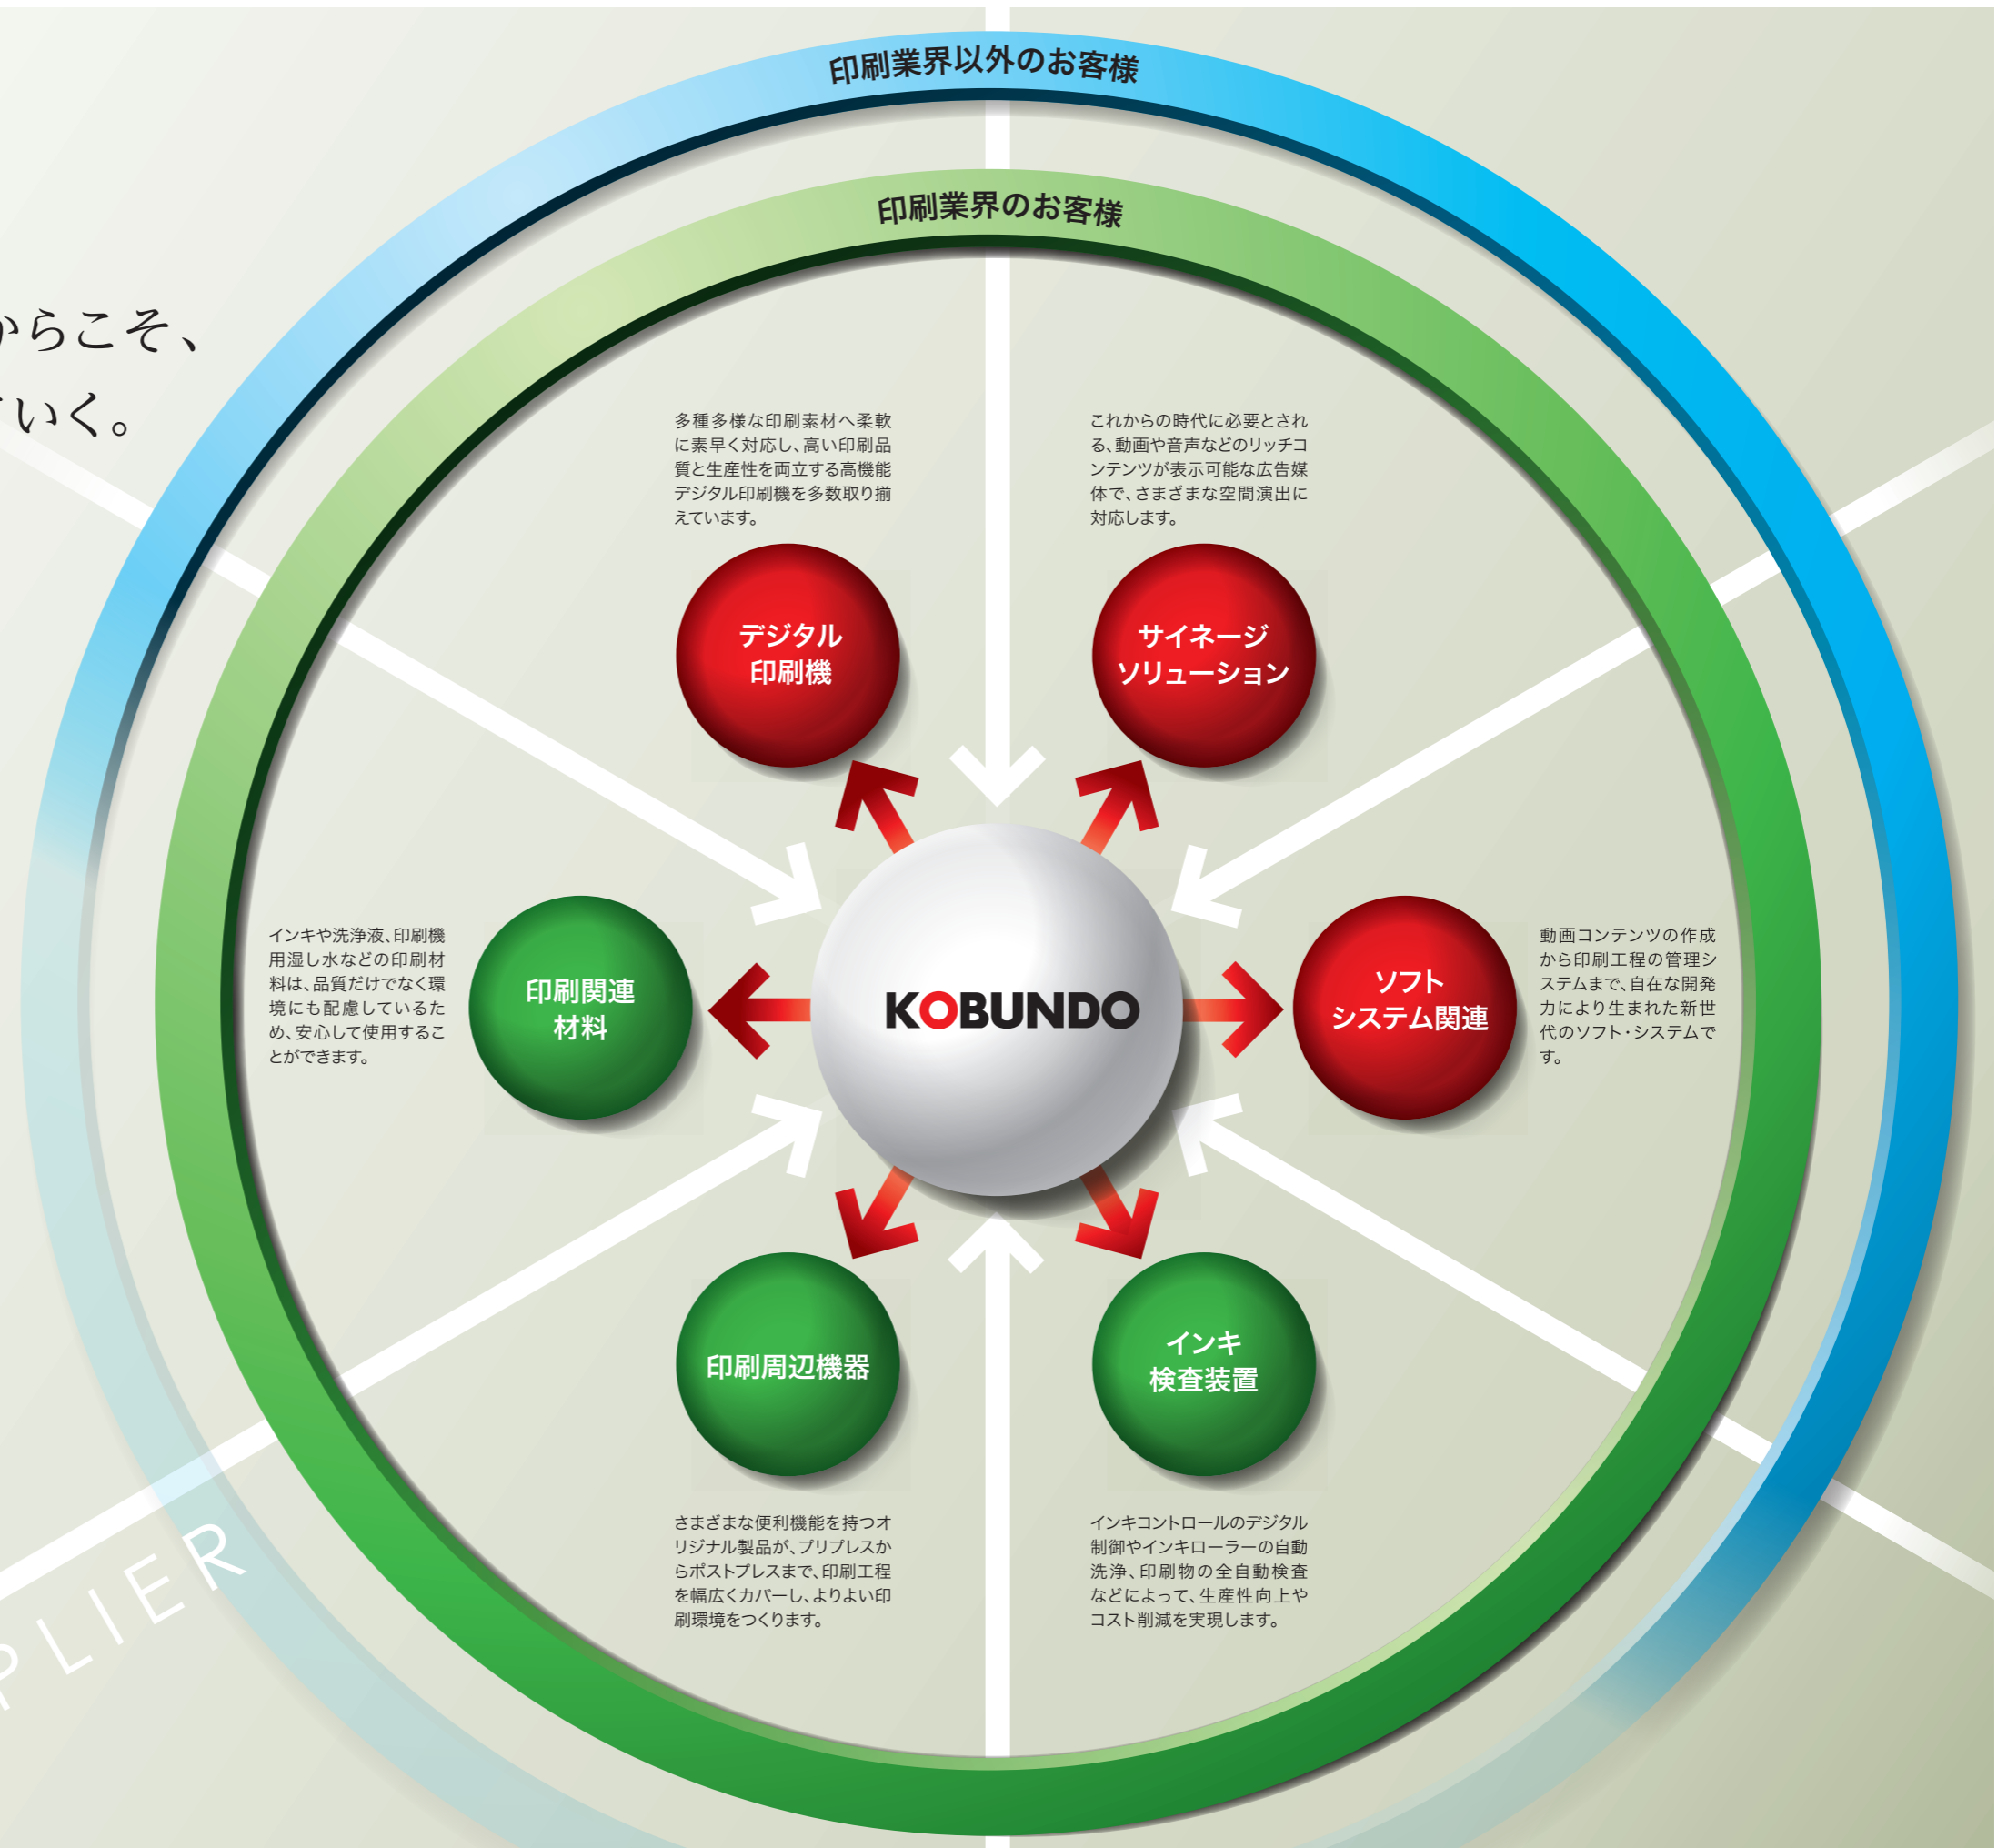 印刷業界以外のお客様
印刷業界のお客様
からこそ、
ていく。
多種多様な印刷素材へ柔軟
に素早く対応し、高い印刷品
質と生産性を両立する高機能
デジタル印刷機を多数取り揃
えています。
これからの時代に必要とされ
る、動画や音声などのリッチコ
ンテンツが表示可能な広告媒
体で、さまざまな空間演出に
対応します。
デジタル
印刷機
サイネージ
ソリューション
インキや洗浄液、印刷機
用湿し水などの印刷材
料は、品質だけでなく環
境にも配慮しているた
め、安心して使用するこ
とができます。
印刷関連
材料
KOBUNDO
ソフト
システム関連
動画コンテンツの作成
から印刷工程の管理シ
ステムまで、自在な開発
力により生まれた新世
代のソフト・システムで
す。
印刷周辺機器
インキ
検査装置
さまざまな便利機能を持つオ
リジナル製品が、プリプレスか
らポストプレスまで、印刷工程
を幅広くカバーし、よりよい印
刷環境をつくります。
インキコントロールのデジタル
制御やインキローラーの自動
洗浄、印刷物の全自動検査
などによって、生産性向上や
コスト削減を実現します。
PLIER